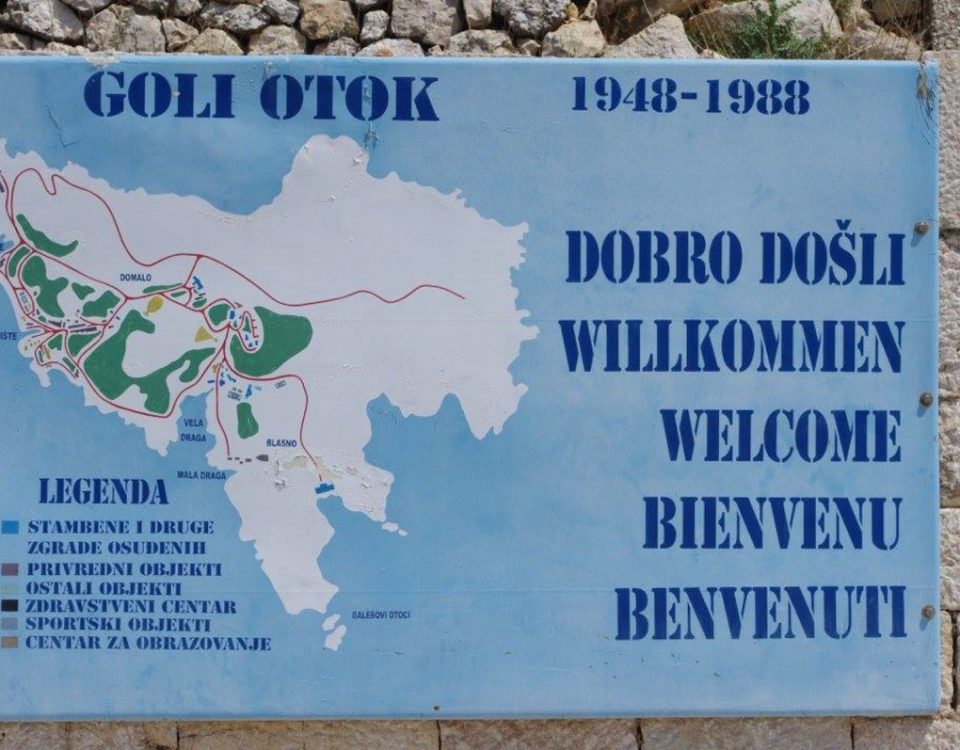 GOLI OTOK 1948-1988
DOBRO DOŠLI
WILLKOMMEN
WELCOME
BIENVENU
BENVENUTI
DOMALO
VELA
DRAGA
BLASNO
MALA DRAGA
GALEBOVI OTOCI
LEGENDA
STAMBENE I DRUGE
ZGRADE OSUĐENIH
PRIVREDNI OBJEKTI
OSTALI OBJEKTI
ZDRAVSTVENI CENTAR
SPORTSKI OBJEKTI
CENTAR ZA OBRAZOVANJE